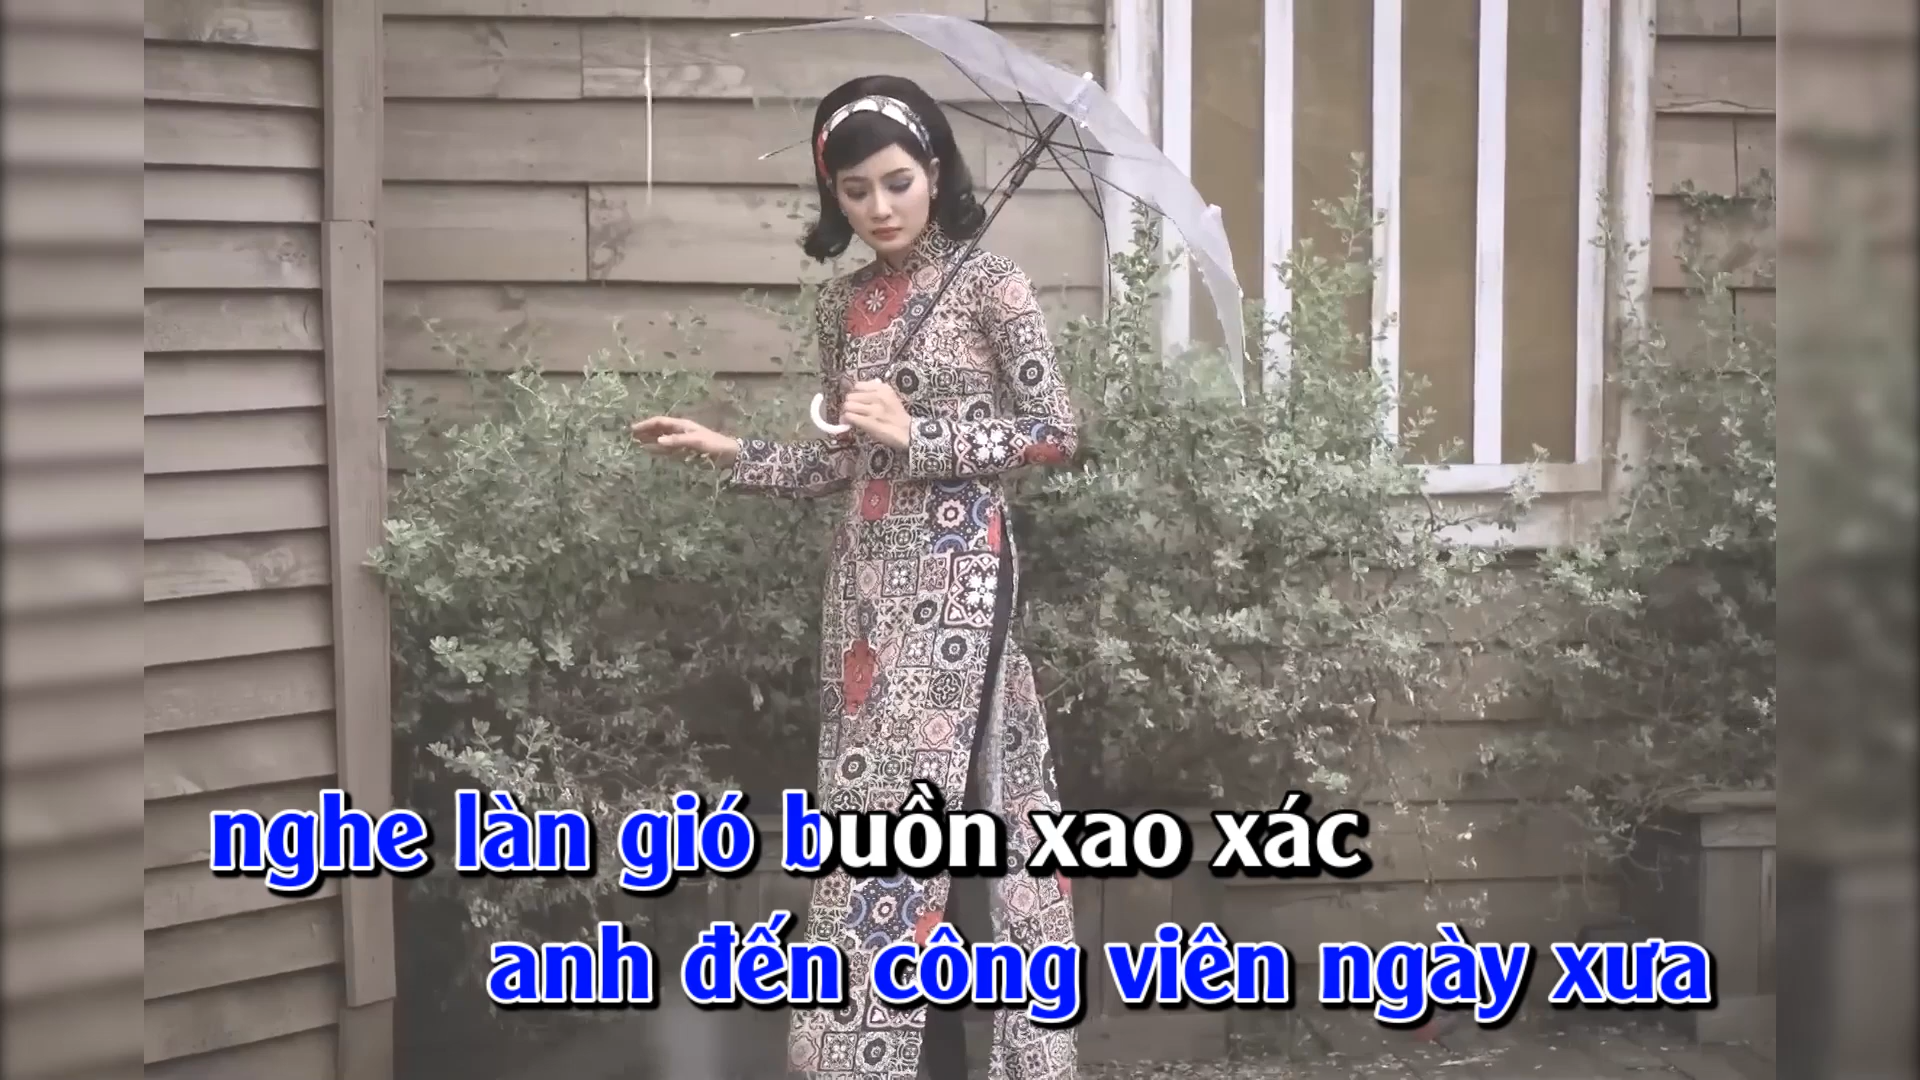 nghe làn gió buồn xao xác
anh đến công viên ngày xưa